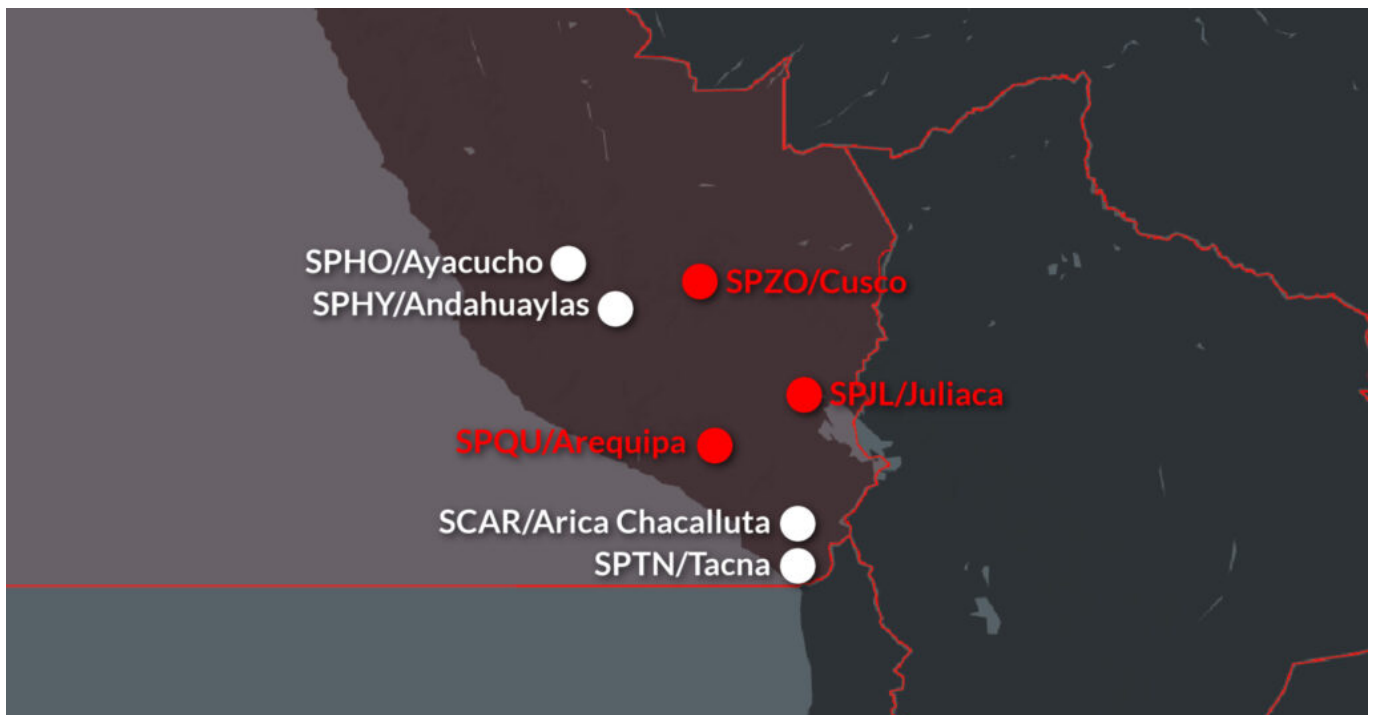 SPHO/Ayacucho
SPZO/Cusco
SPHY/Andahuaylas
SPJL/Juliaca
SPQU/Arequipa
SCAR/Arica Chacalluta
SPTN/Tacna